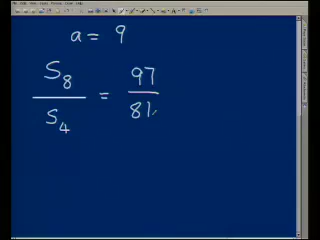 a = 9
S₈ / S₄ = 97 / 81